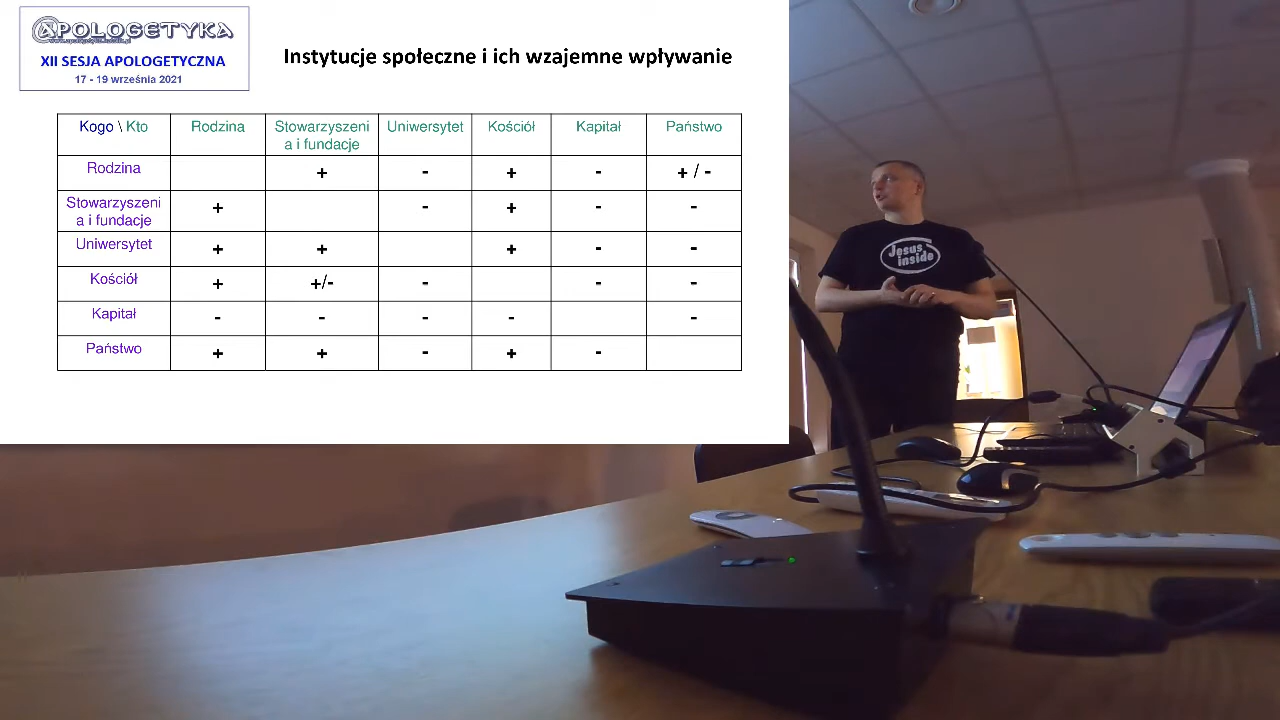 APOLOGETYKA
XII SESJA APOLOGETYCZNA
17 - 19 września 2021
Instytucje społeczne i ich wzajemne wpływanie
Kogo \ Kto Rodzina Stowarzyszeni Uniwersytet Kościół Kapitał Państwo
a i fundacje
Rodzina + - + - + / -
Stowarzyszeni + - + - -
a i fundacje
Uniwersytet + + + - -
Kościół + +/- - - -
Kapitał - - - - -
Państwo + + - + -
Jesus
inside